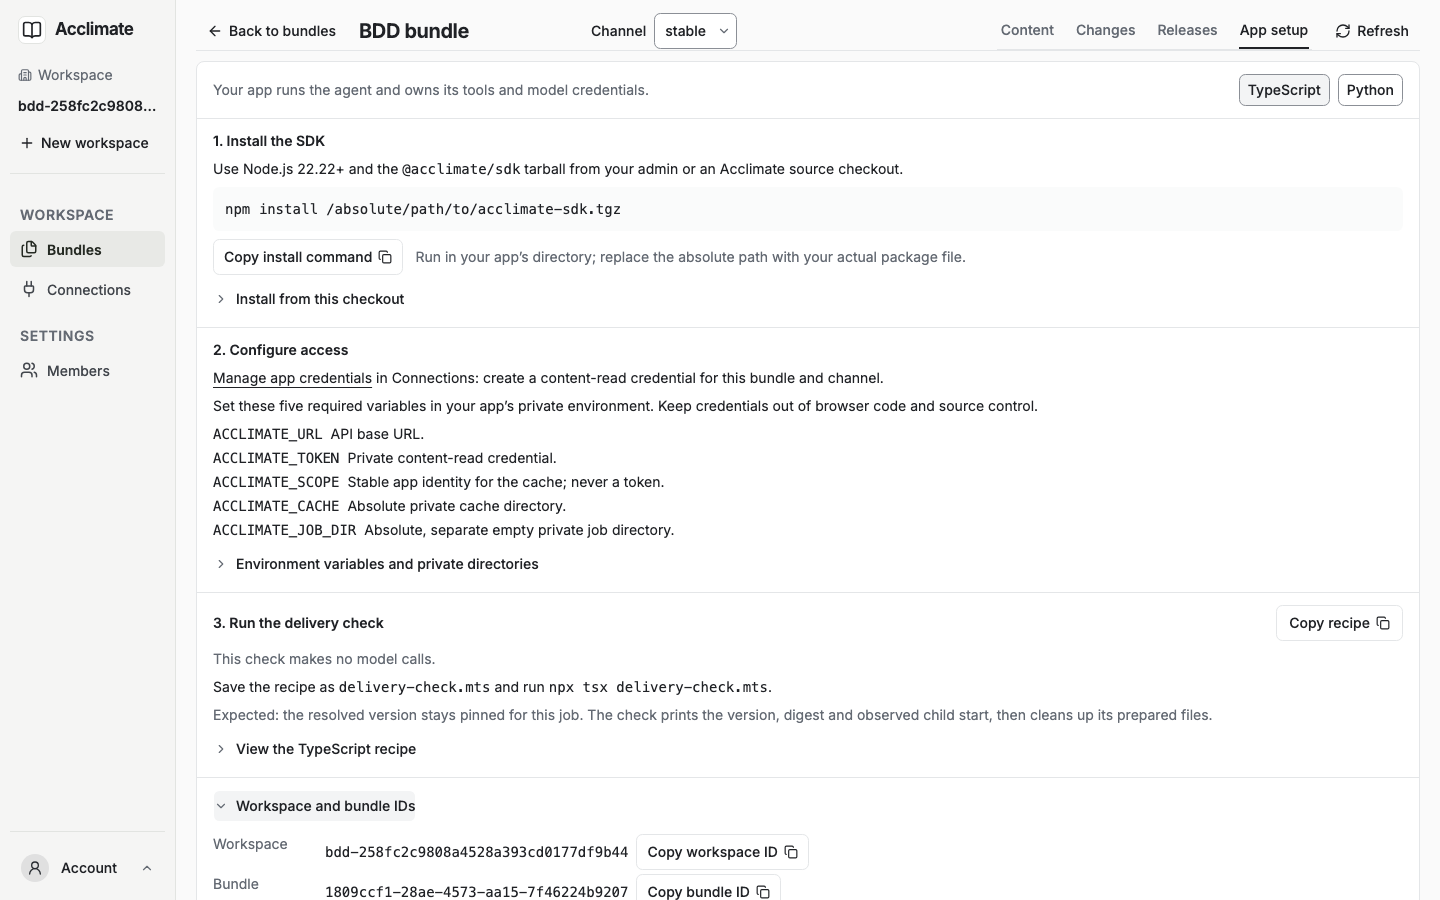 Acclimate
Workspace
bdd-258fc2c9808...
New workspace
WORKSPACE
Bundles
Connections
SETTINGS
Members
Account
Back to bundles
BDD bundle
Channel
stable
Content
Changes
Releases
App setup
Refresh
Your app runs the agent and owns its tools and model credentials.
TypeScript
Python
1. Install the SDK
Use Node.js 22.22+ and the @acclimate/sdk tarball from your admin or an Acclimate source checkout.
npm install /absolute/path/to/acclimate-sdk.tgz
Copy install command
Run in your app’s directory; replace the absolute path with your actual package file.
Install from this checkout
2. Configure access
Manage app credentials in Connections: create a content-read credential for this bundle and channel.
Set these five required variables in your app’s private environment. Keep credentials out of browser code and source control.
ACCLIMATE_URL API base URL.
ACCLIMATE_TOKEN Private content-read credential.
ACCLIMATE_SCOPE Stable app identity for the cache; never a token.
ACCLIMATE_CACHE Absolute private cache directory.
ACCLIMATE_JOB_DIR Absolute, separate empty private job directory.
Environment variables and private directories
3. Run the delivery check
Copy recipe
This check makes no model calls.
Save the recipe as delivery-check.mts and run npx tsx delivery-check.mts.
Expected: the resolved version stays pinned for this job. The check prints the version, digest and observed child start, then cleans up its prepared files.
View the TypeScript recipe
Workspace and bundle IDs
Workspace
bdd-258fc2c9808a4528a393cd0177df9b44
Copy workspace ID
Bundle
1809ccf1-28ae-4573-aa15-7f46224b9207
Copy bundle ID